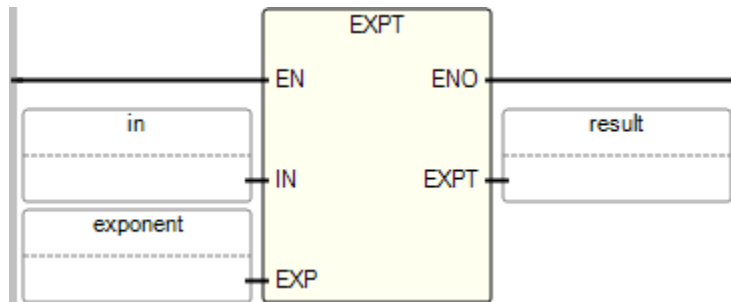 EXPT
EN ENO
in result
IN EXPT
exponent
EXP